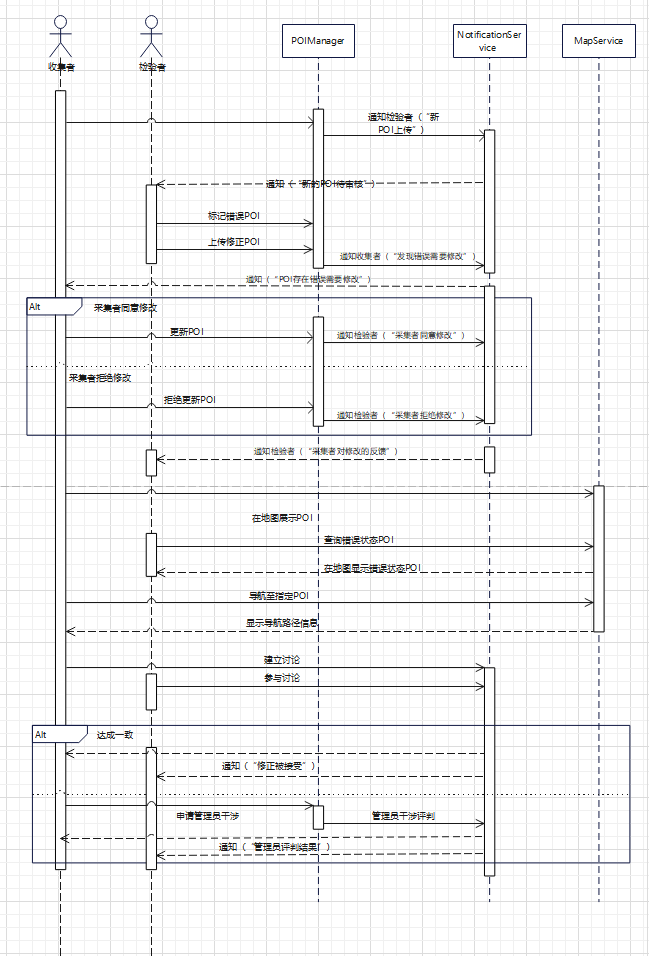 收集者
检验者
POIManager
NotificationSer
vice
MapService
通知检验者（“新
POI上传”）
通知（“新的POI待审核”）
标记错误POI
上传修正POI
通知收集者（“发现错误需要修改”）
通知（“POI存在错误需要修改”）
Alt
采集者同意修改
更新POI
通知检验者（“采集者同意修改”）
采集者拒绝修改
拒绝更新POI
通知检验者（“采集者拒绝修改”）
通知检验者（“采集者对修改的反馈”）
在地图展示POI
查询错误状态POI
在地图显示错误状态POI
导航至指定POI
显示导航路径信息
建立讨论
参与讨论
Alt
达成一致
通知（“修正被接受”）
申请管理员干涉
管理员干涉评判
通知（“管理员评判结果”）